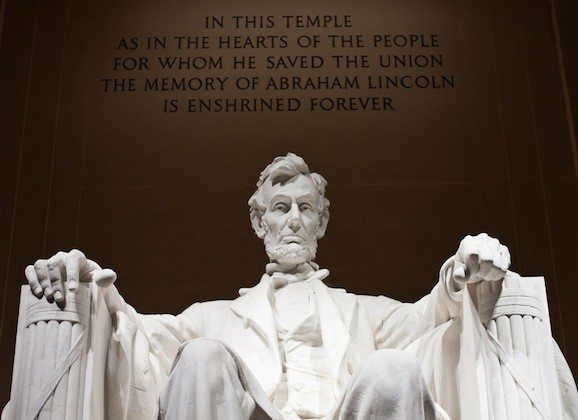 IN THIS TEMPLE
AS IN THE HEARTS OF THE PEOPLE
FOR WHOM HE SAVED THE UNION
THE MEMORY OF ABRAHAM LINCOLN
IS ENSHRINED FOREVER